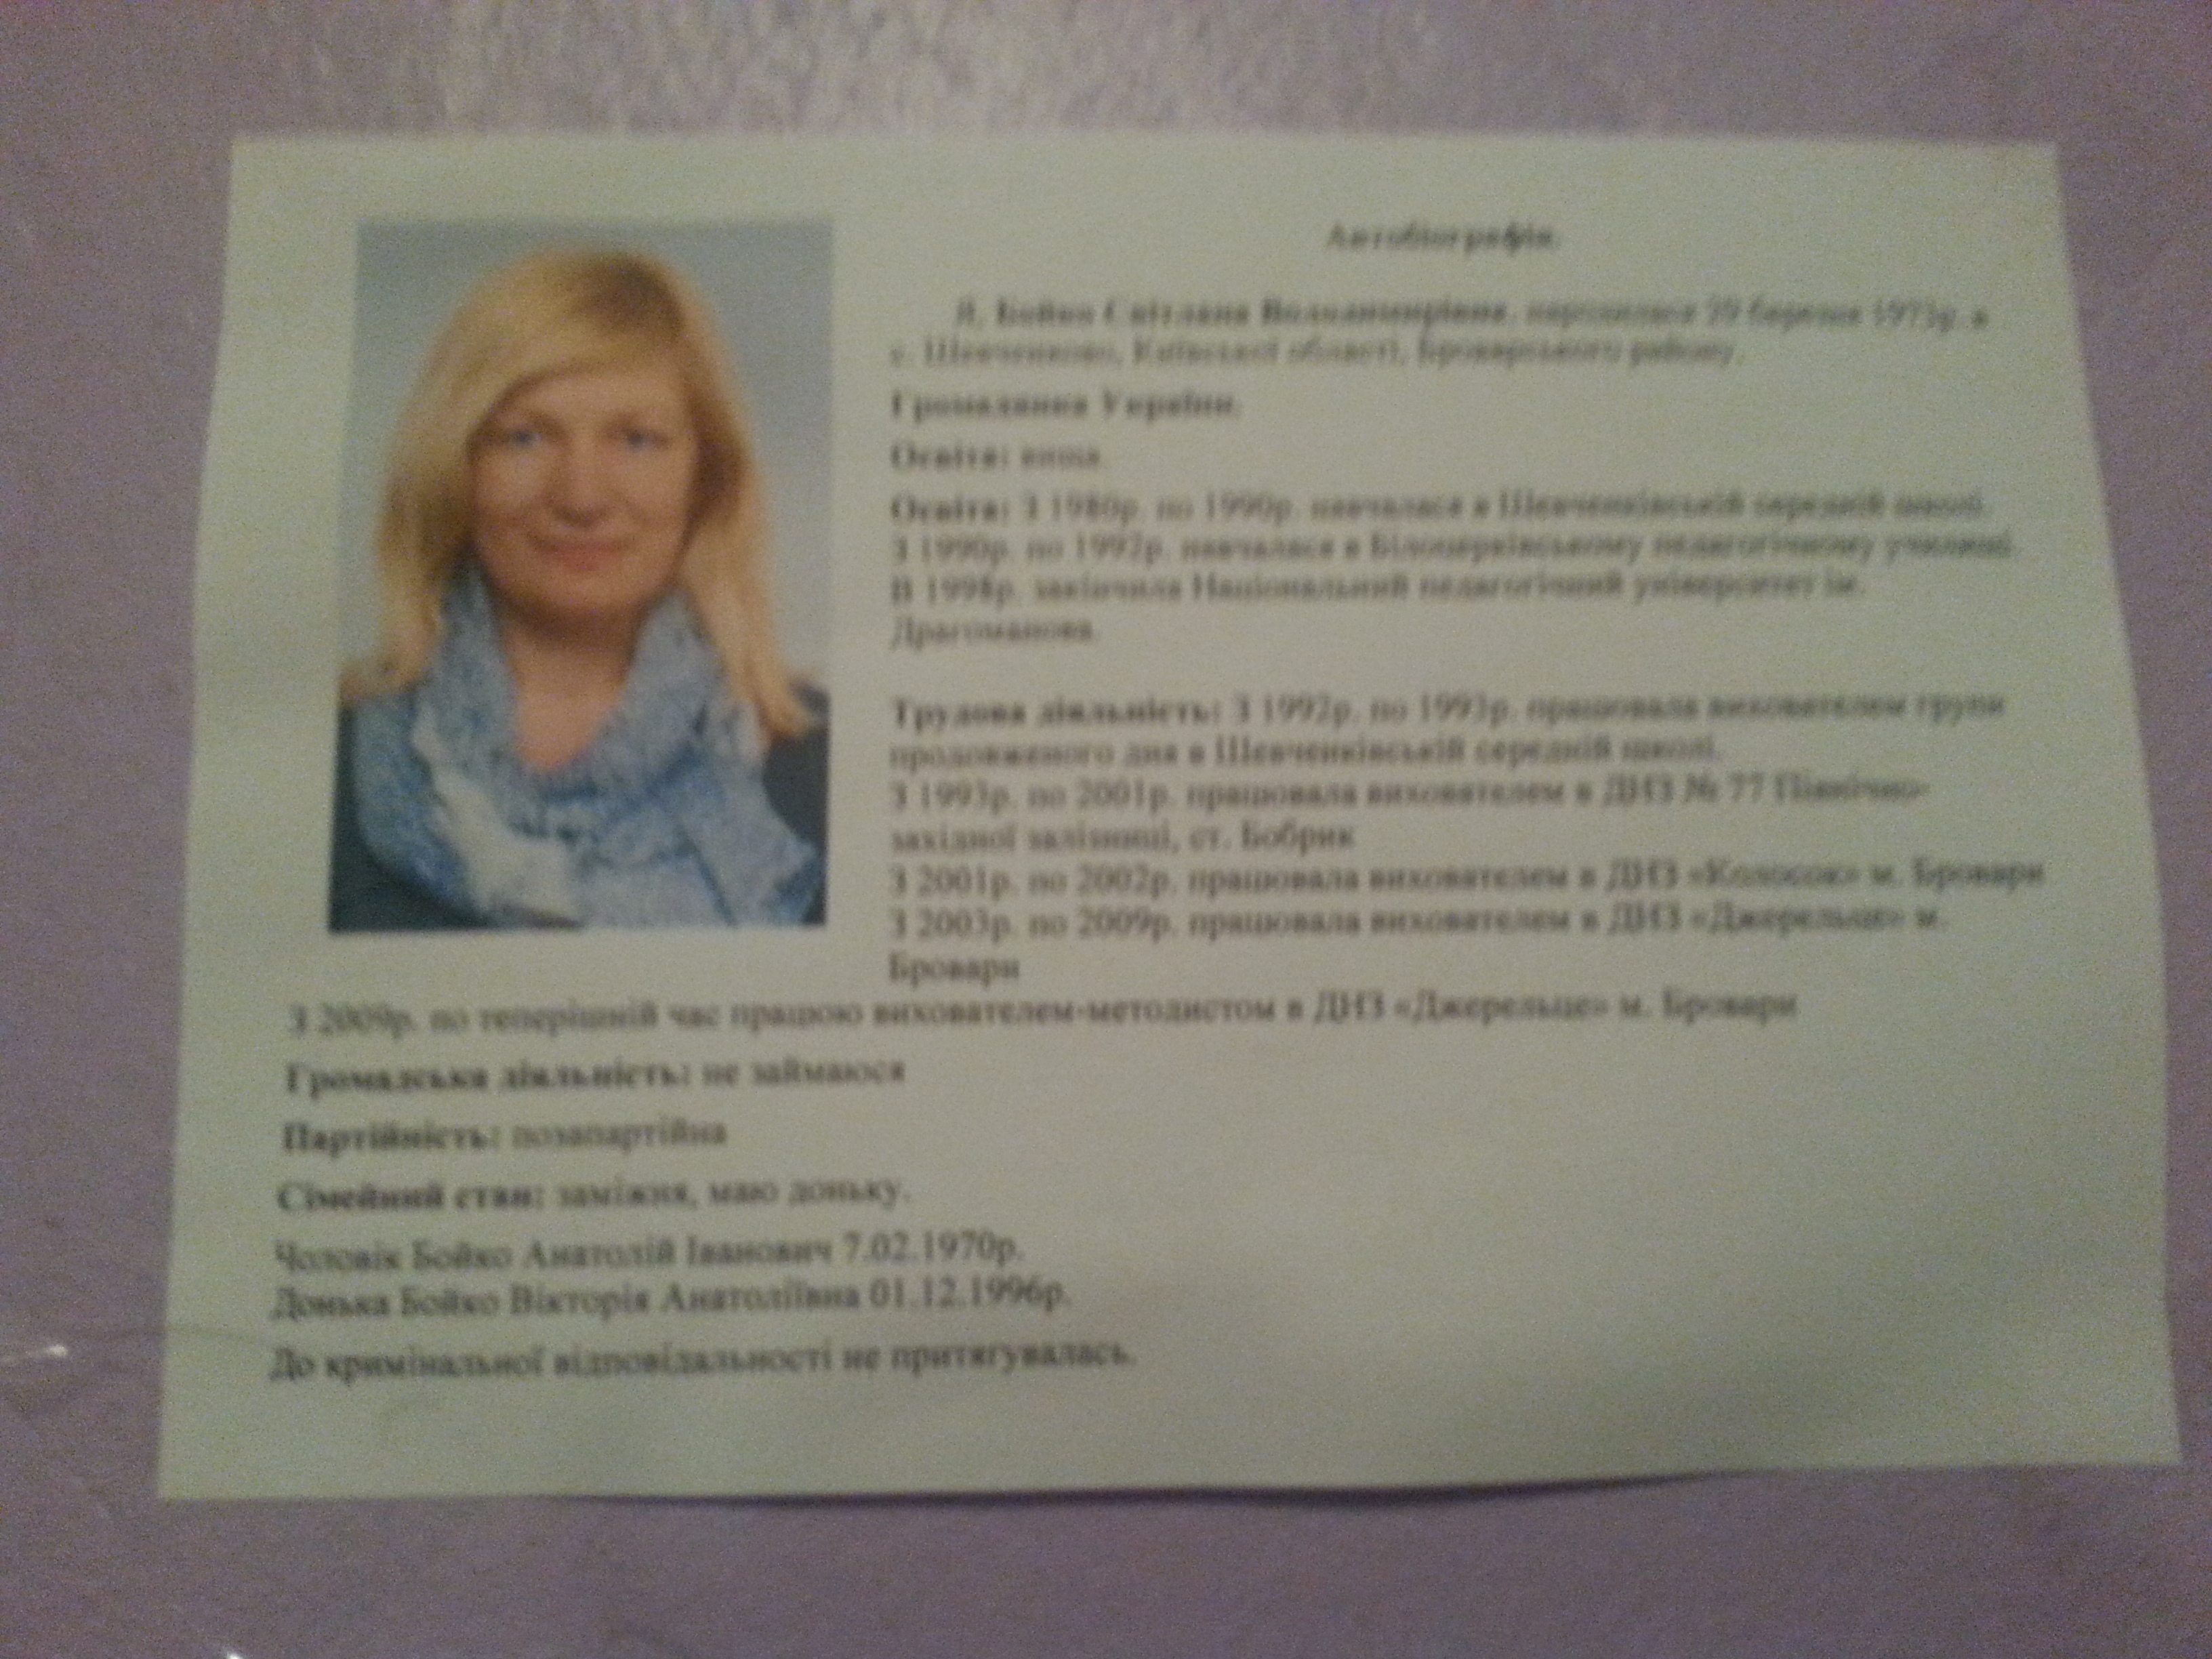 Автобіографія.
Я, Бойко Світлана Володимирівна, народилася 29 березня 1973р. в
с. Шевченково, Київської області, Броварського району.
Громадянка України.
Освіта: вища.
Освіта: З 1980р. по 1990р. навчалася в Шевченківській середній школі.
З 1990р. по 1992р. навчалася в Білоцерківському педагогічному училищі.
В 1998р. закінчила Національний педагогічний університет ім.
Драгоманова.
Трудова діяльність: З 1992р. по 1993р. працювала вихователем групи
продовженого дня в Шевченківській середній школі.
З 1993р. по 2001р. працювала вихователем в ДНЗ № 77 Північно-
західної залізниці, ст. Бобрик
З 2001р. по 2002р. працювала вихователем в ДНЗ «Колосок» м. Бровари
З 2003р. по 2009р. працювала вихователем в ДНЗ «Джерельце» м.
Бровари
З 2009р. по теперішній час працюю вихователем-методистом в ДНЗ «Джерельце» м. Бровари
Громадська діяльність: не займаюся
Партійність: позапартійна
Сімейний стан: заміжня, маю доньку.
Чоловік Бойко Анатолій Іванович 7.02.1970р.
Донька Бойко Вікторія Анатоліївна 01.12.1996р.
До кримінальної відповідальності не притягувалась.